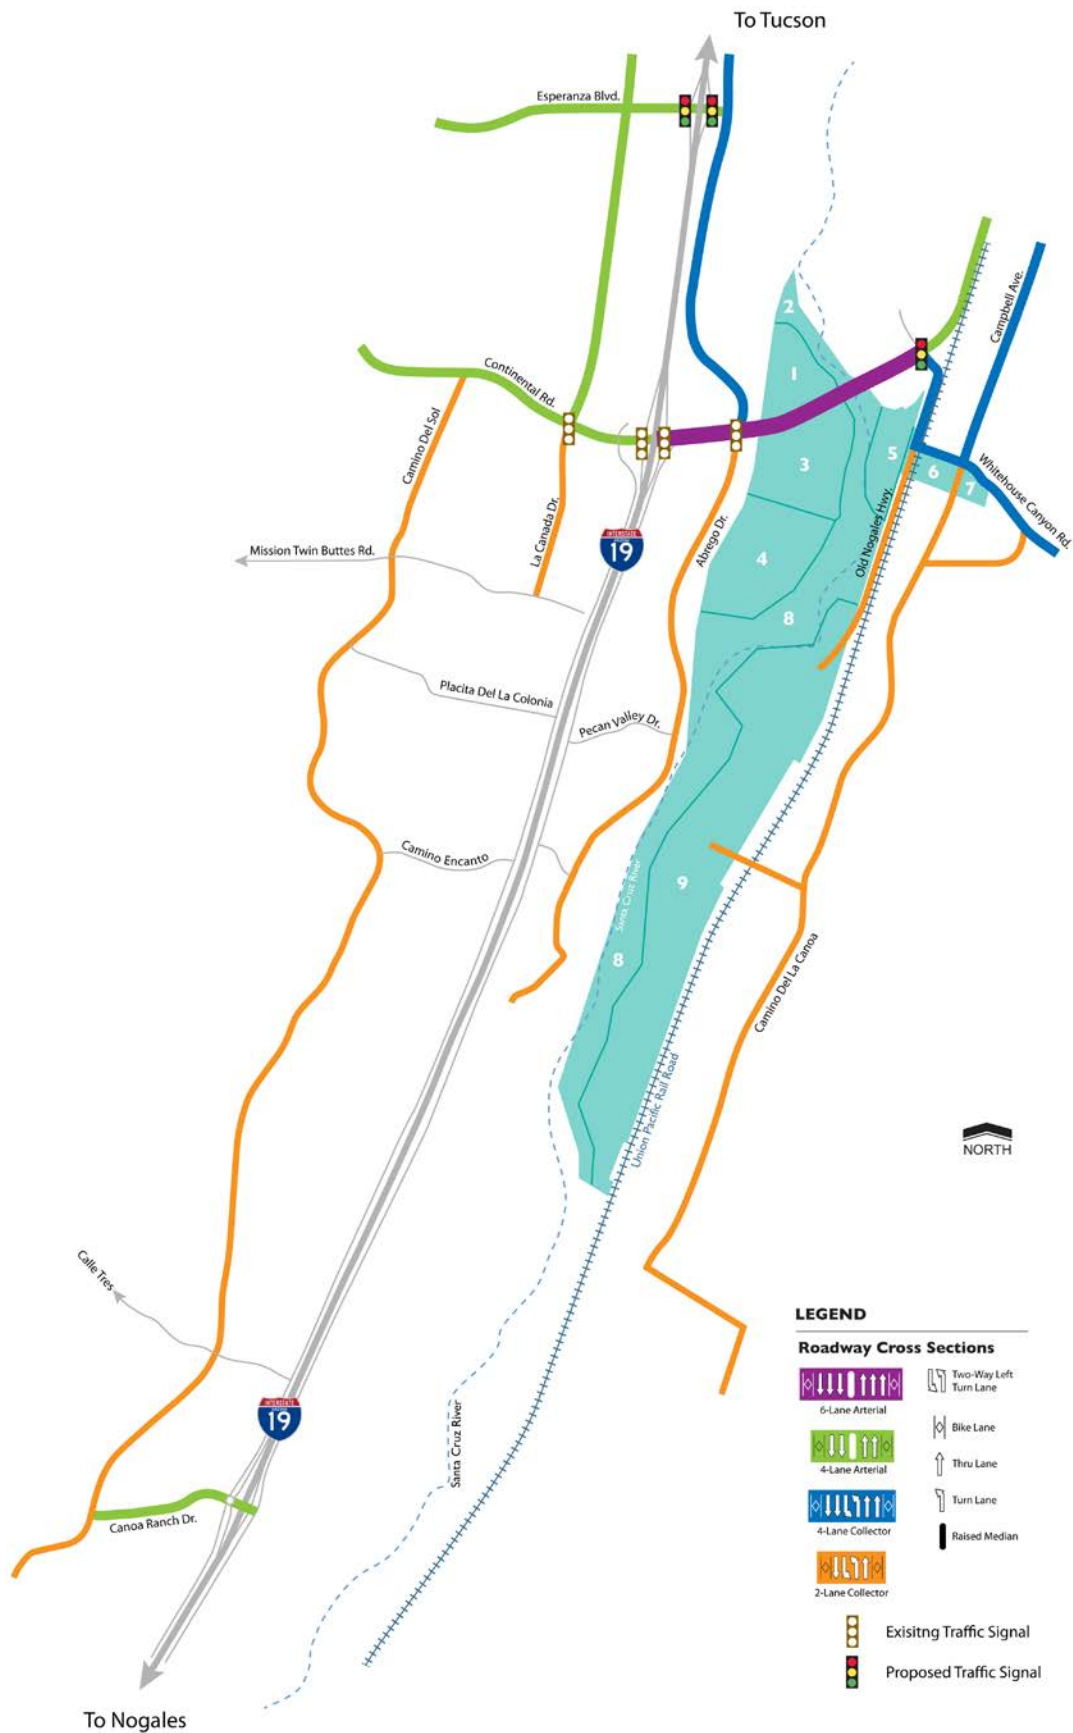 To Tucson
Esperanza Blvd.
Campbell Ave.
2
1
Continental Rd.
Camino Del Sol
3
5
6
7
Whitehouse Canyon Rd.
Old Nogales Hwy.
La Canada Dr.
Abrego Dr.
INTERSTATE
19
Mission Twin Buttes Rd.
4
8
Placita Del La Colonia
Pecan Valley Dr.
Camino Encanto
Santa Cruz River
9
8
Camino Del La Canoa
Union Pacific Rail Road
NORTH
Calle Tres
INTERSTATE
19
Santa Cruz River
Canoa Ranch Dr.
To Nogales
LEGEND
Roadway Cross Sections
6-Lane Arterial
4-Lane Arterial
4-Lane Collector
2-Lane Collector
Two-Way Left
Turn Lane
Bike Lane
Thru Lane
Turn Lane
Raised Median
Exisitng Traffic Signal
Proposed Traffic Signal